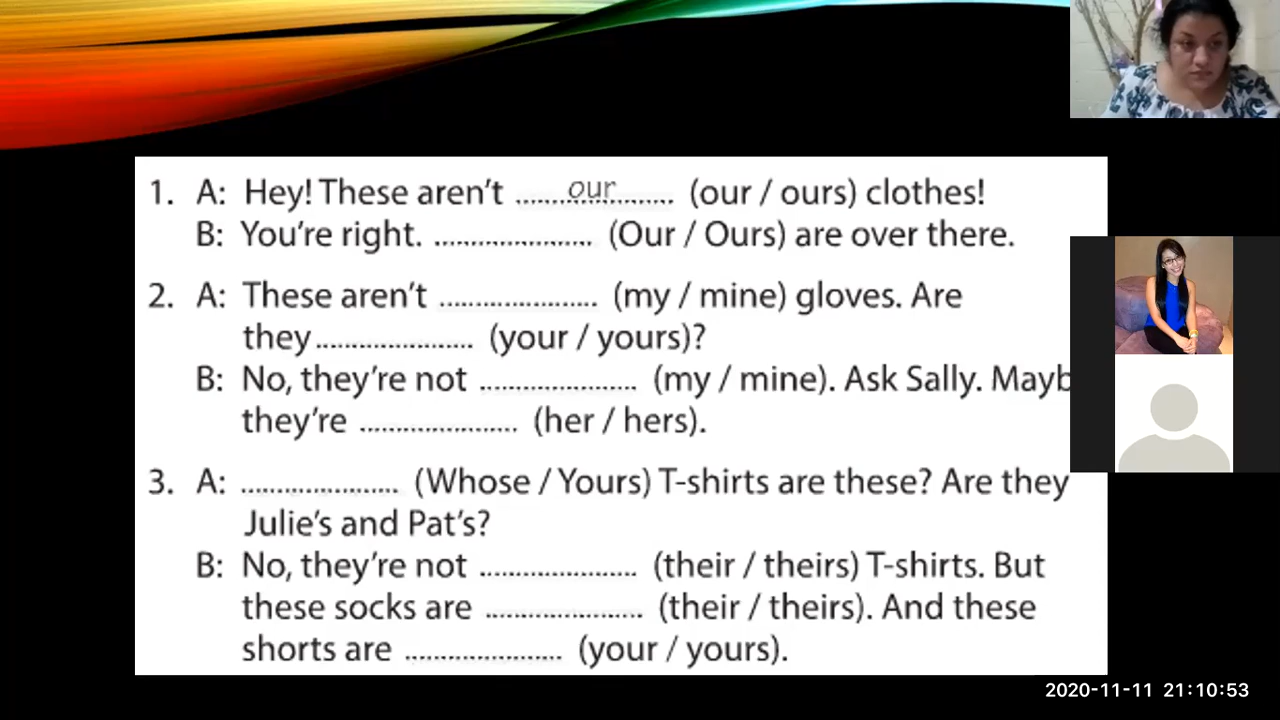 1. A: Hey! These aren't .......our....... (our / ours) clothes!
B: You're right. ...................... (Our / Ours) are over there.
2. A: These aren't ...................... (my / mine) gloves. Are
they...................... (your / yours)?
B: No, they're not ...................... (my / mine). Ask Sally. Mayb
they're ...................... (her / hers).
3. A: ...................... (Whose / Yours) T-shirts are these? Are they
Julie's and Pat's?
B: No, they're not ...................... (their / theirs) T-shirts. But
these socks are ...................... (their / theirs). And these
shorts are ...................... (your / yours).
2020-11-11 21:10:53